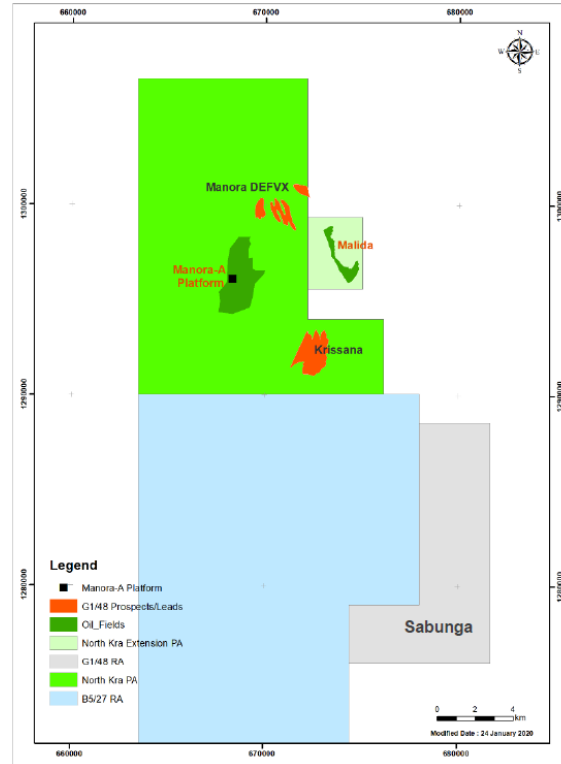 660000 670000 680000
N
W E
S
1300000 1300000
Manora DEFVX
Malida
Manora-A
Platform
Krissana
1290000 1290000
1280000 1280000
Legend
Manora-A Platform
G1/48 Prospects/Leads
Oil_Fields
North Kra Extension PA
G1/48 RA
North Kra PA
B5/27 RA
Sabunga
0 2 4
km
Modified Date : 24 January 2020
660000 670000 680000